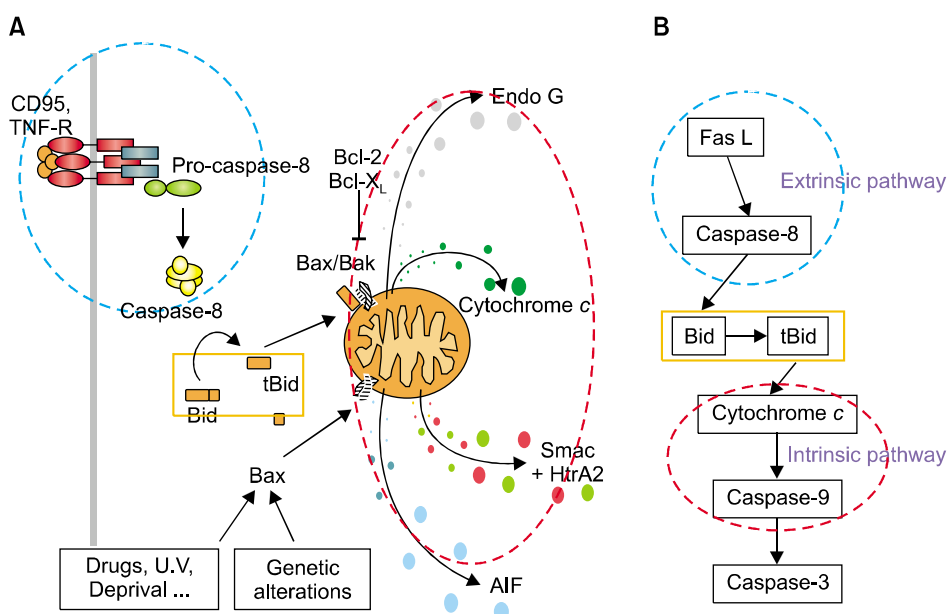 A
CD95,
TNF-R
Pro-caspase-8
Caspase-8
Bid
tBid
Bcl-2
Bcl-XL
Bax/Bak
Endo G
Cytochrome c
Smac
+ HtrA2
AIF
Bax
Drugs, U.V,
Deprival ...
Genetic
alterations
B
Fas L
Extrinsic pathway
Caspase-8
Bid
tBid
Cytochrome c
Intrinsic pathway
Caspase-9
Caspase-3